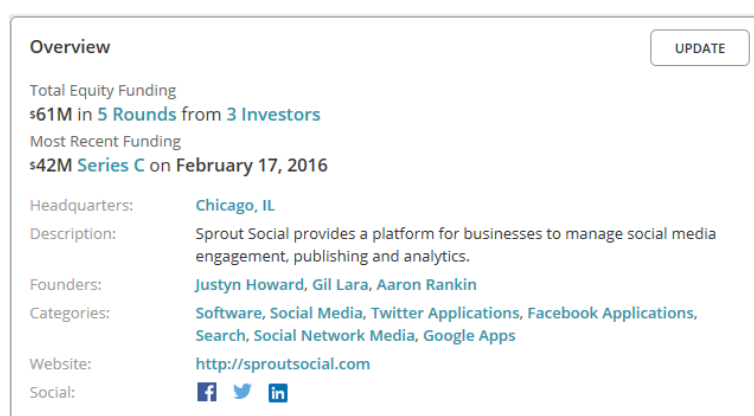 Overview
UPDATE
Total Equity Funding
$61M in 5 Rounds from 3 Investors
Most Recent Funding
$42M Series C on February 17, 2016
Headquarters: Chicago, IL
Description: Sprout Social provides a platform for businesses to manage social media
engagement, publishing and analytics.
Founders: Justyn Howard, Gil Lara, Aaron Rankin
Categories: Software, Social Media, Twitter Applications, Facebook Applications,
Search, Social Network Media, Google Apps
Website: http://sproutsocial.com
Social: